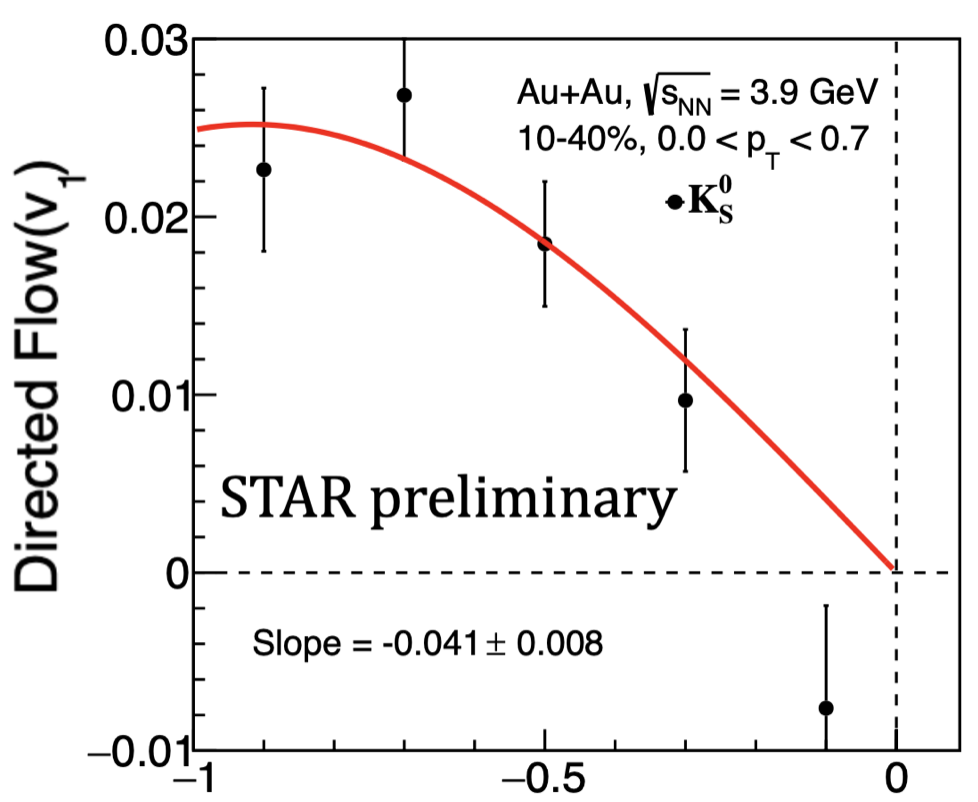 0.03
0.02
0.01
0
−0.01
Directed Flow(v1)
Au+Au, √sNN = 3.9 GeV
10-40%, 0.0 < pT < 0.7
K0S
STAR preliminary
Slope = -0.041 ± 0.008
−1
−0.5
0